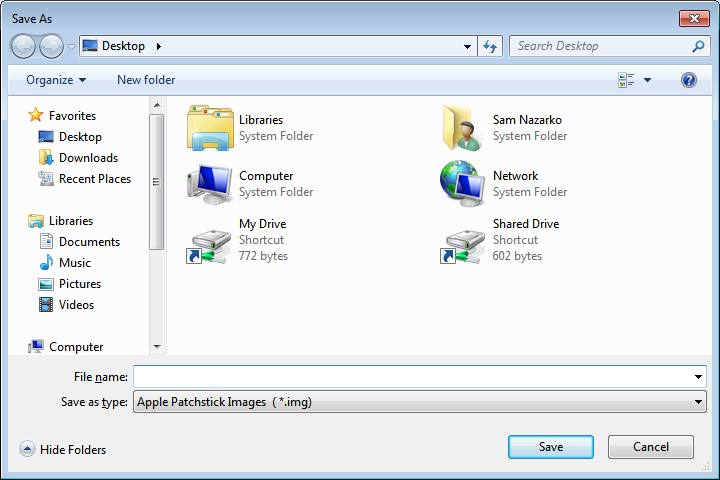 Save As
Desktop
Search Desktop
Organize
New folder
Favorites
Desktop
Downloads
Recent Places
Libraries
Documents
Music
Pictures
Videos
Computer
Libraries
System Folder
Sam Nazarko
System Folder
Computer
System Folder
Network
System Folder
My Drive
Shortcut
772 bytes
Shared Drive
Shortcut
602 bytes
File name:
Save as type: Apple Patchstick Images  ( *.img)
Hide Folders
Save
Cancel